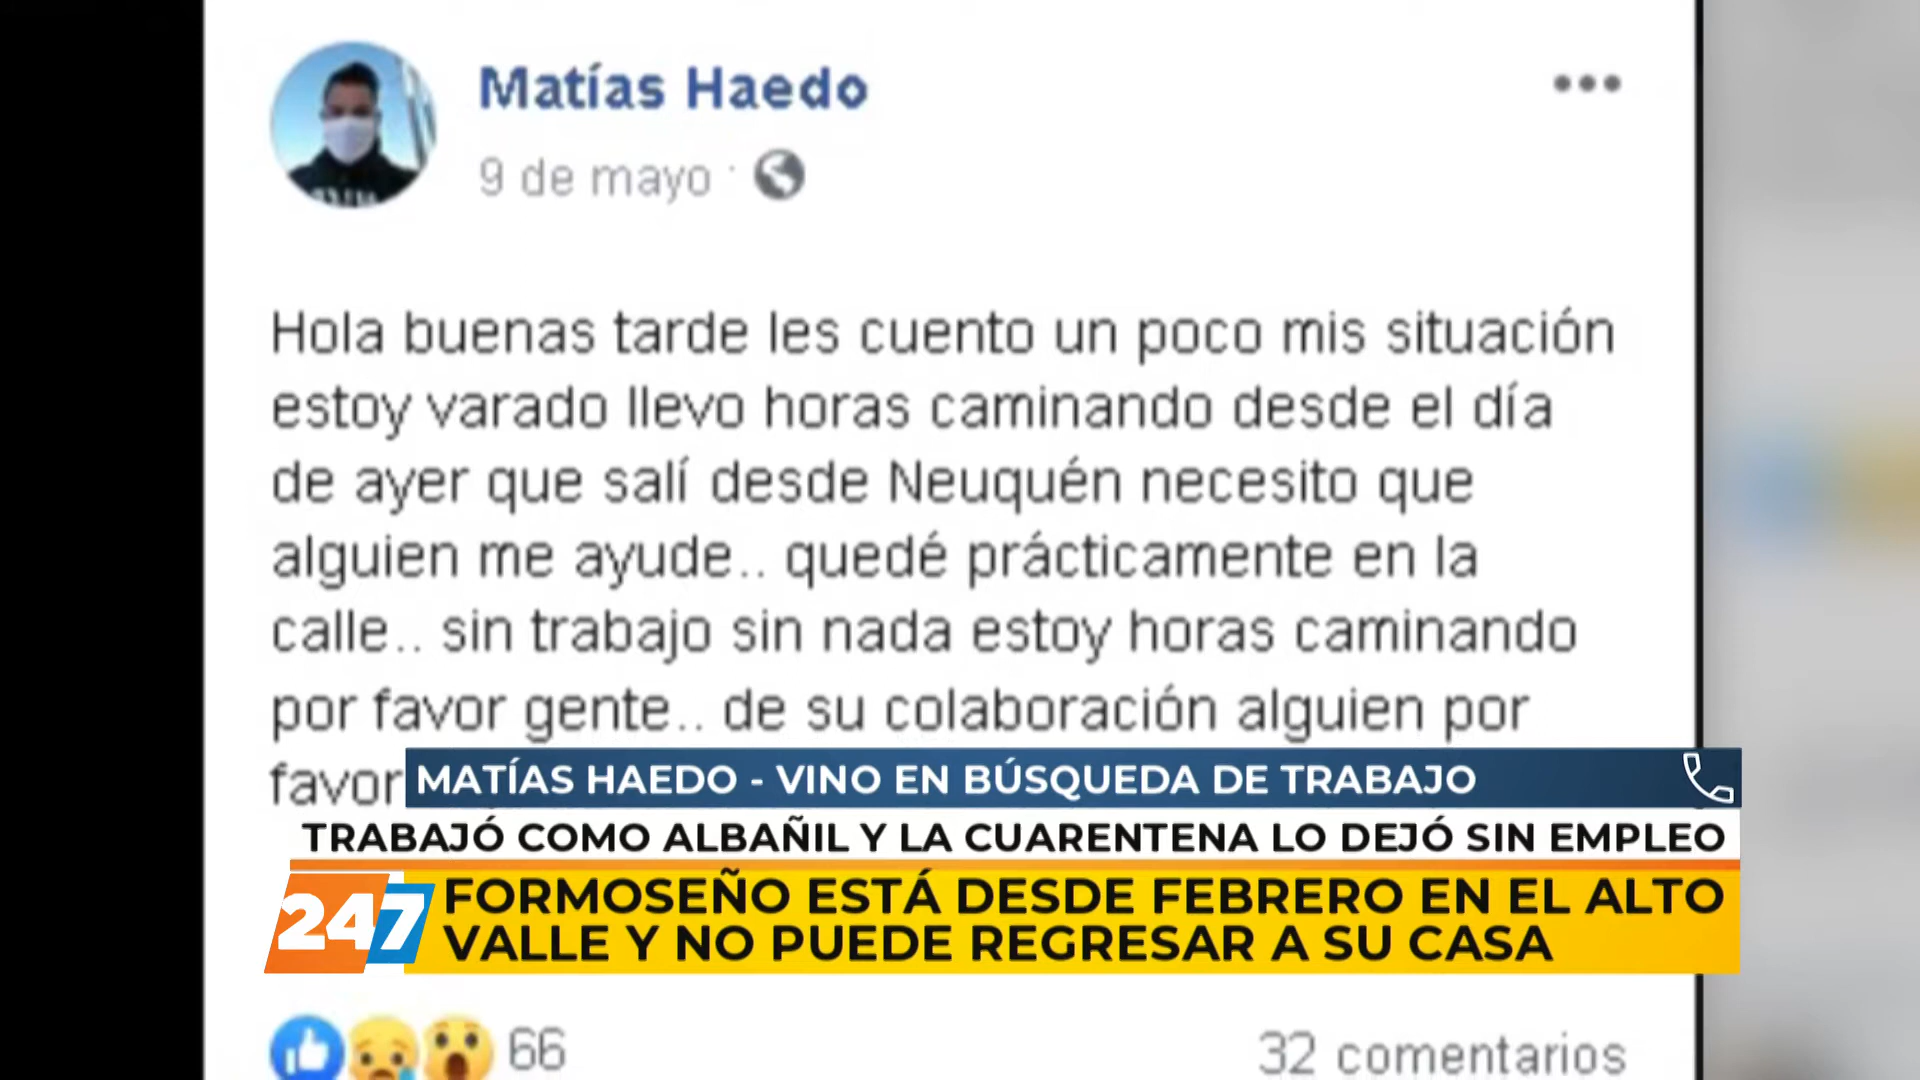 Matías Haedo
9 de mayo ·
Hola buenas tarde les cuento un poco mis situación
estoy varado llevo horas caminando desde el día
de ayer que salí desde Neuquén necesito que
alguien me ayude.. quedé prácticamente en la
calle.. sin trabajo sin nada estoy horas caminando
por favor gente.. de su colaboración alguien por
favor
MATÍAS HAEDO - VINO EN BÚSQUEDA DE TRABAJO
TRABAJÓ COMO ALBAÑIL Y LA CUARENTENA LO DEJÓ SIN EMPLEO
247
FORMOSEÑO ESTÁ DESDE FEBRERO EN EL ALTO
VALLE Y NO PUEDE REGRESAR A SU CASA
66
32 comentarios